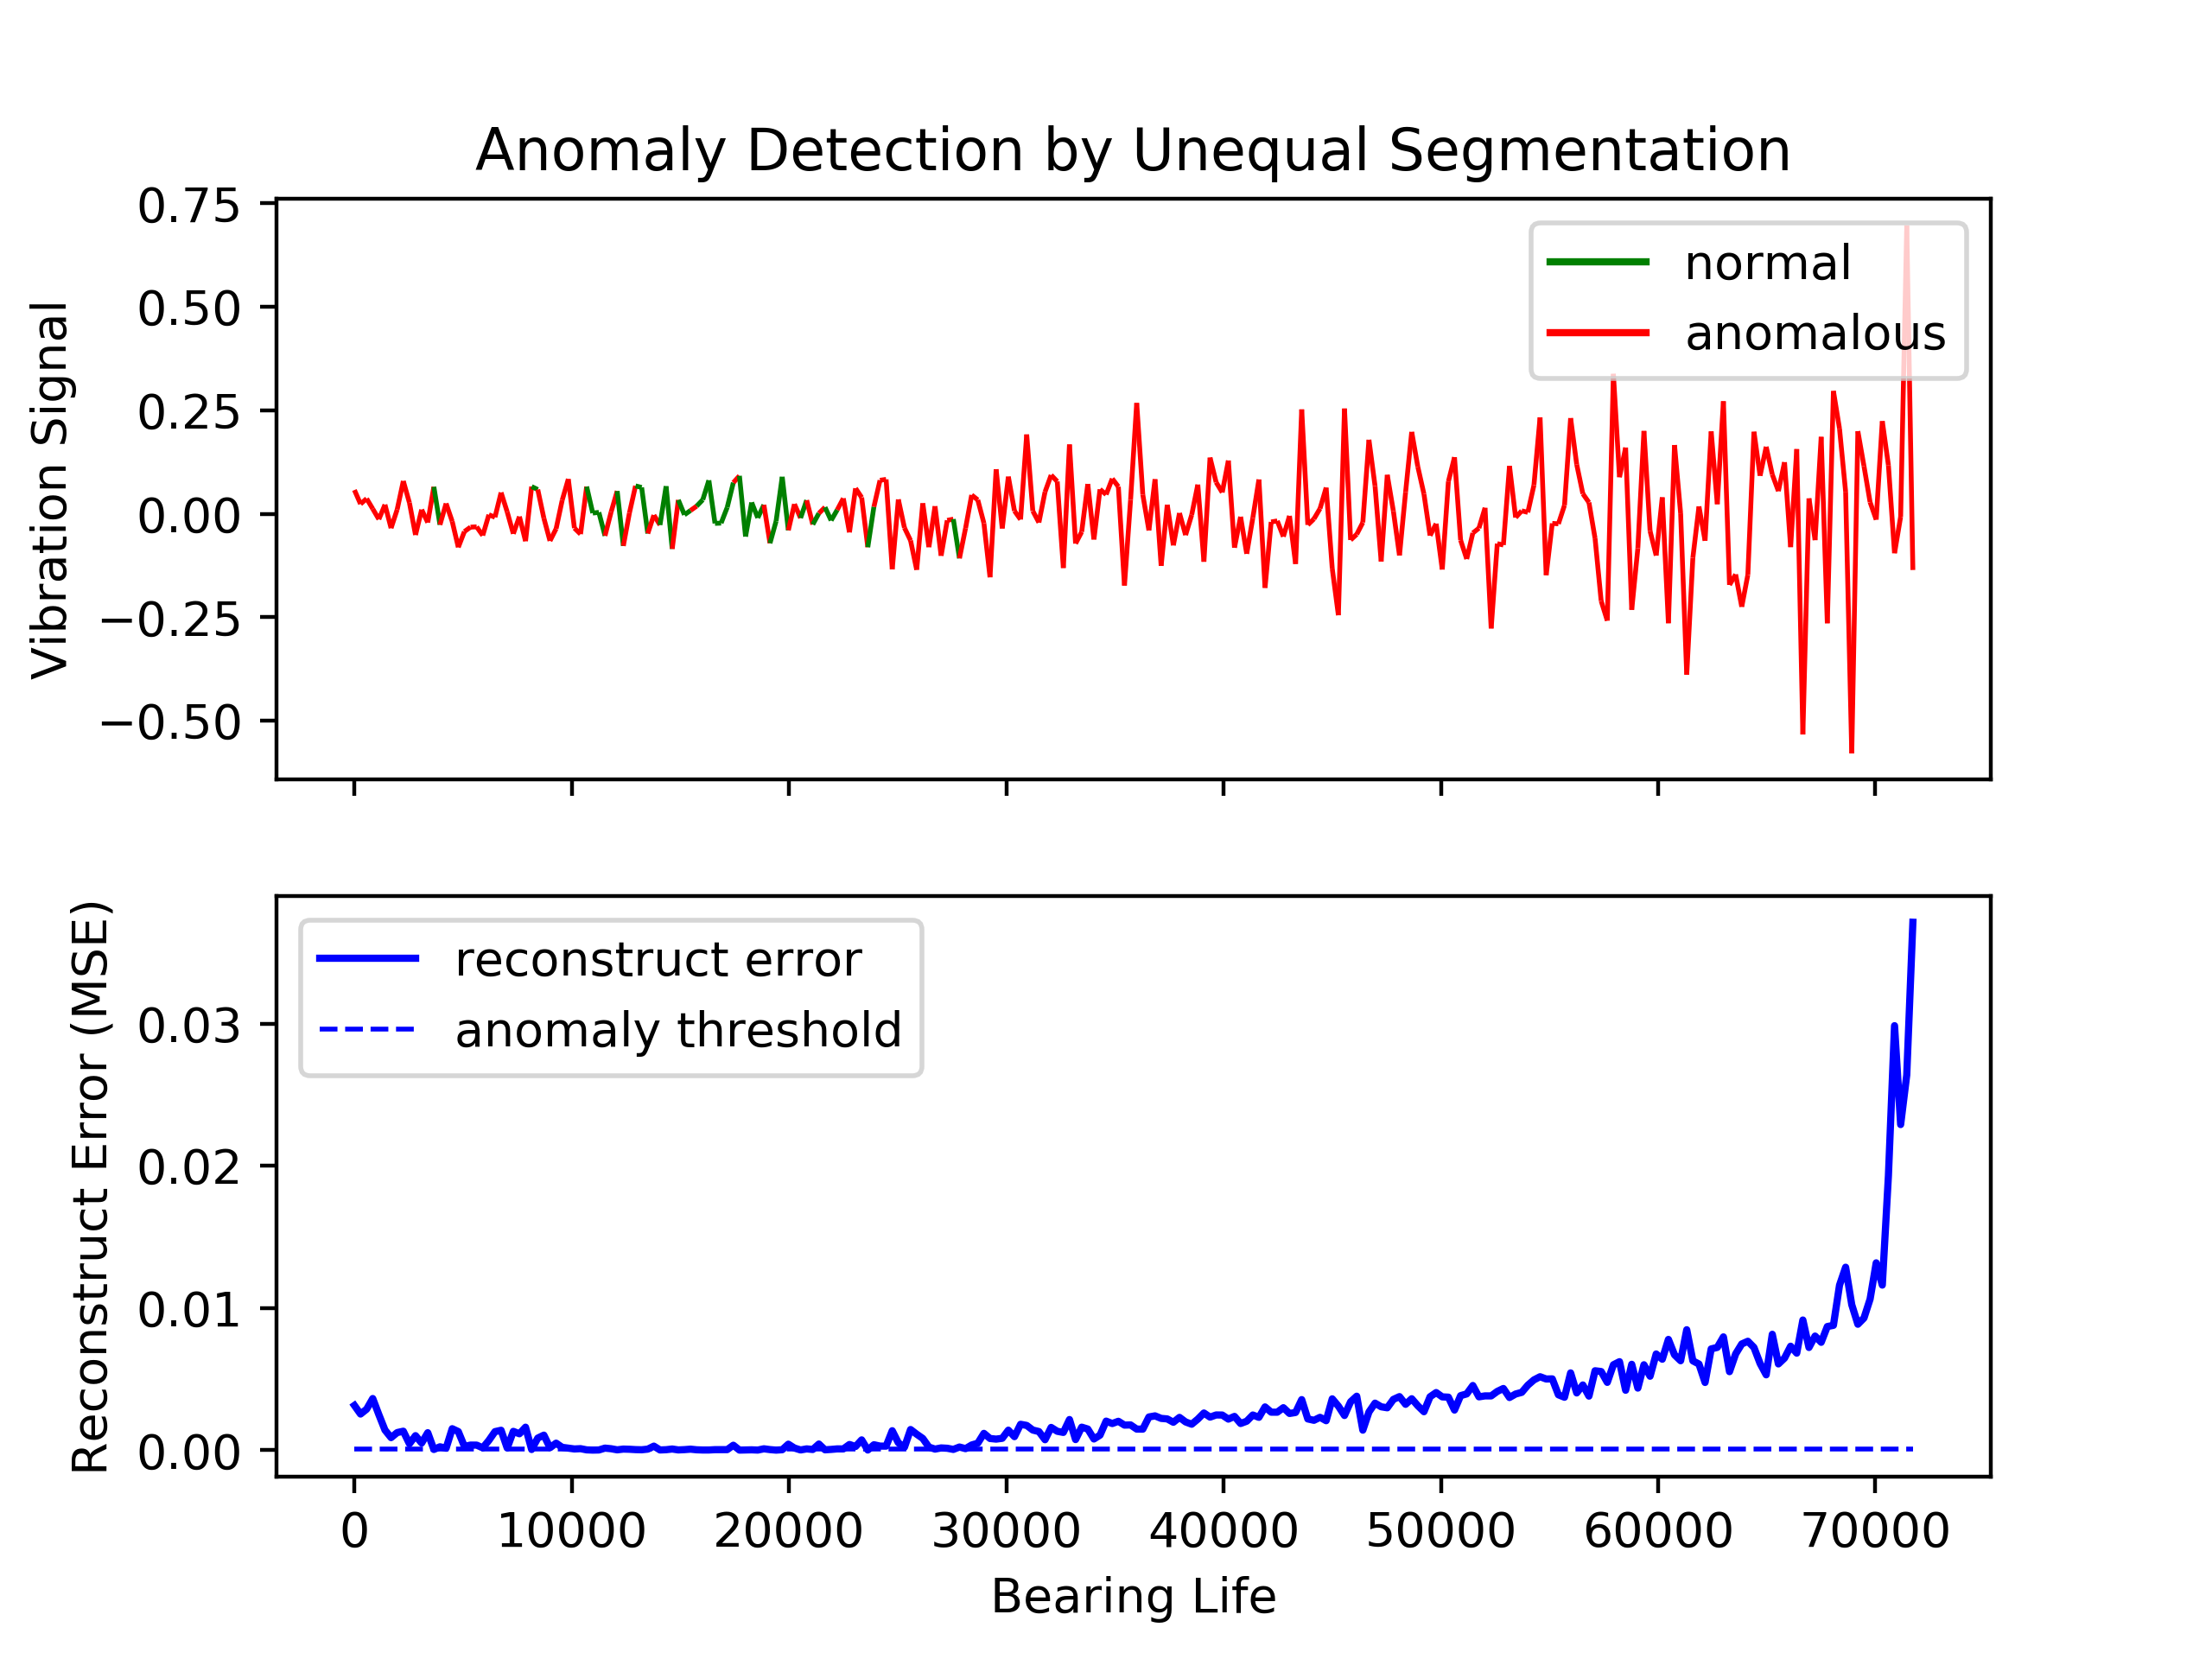 Anomaly Detection by Unequal Segmentation
0.75
0.50
0.25
0.00
−0.25
−0.50
Vibration Signal
normal
anomalous
0.03
0.02
0.01
0.00
Reconstruct Error (MSE)
reconstruct error
anomaly threshold
0 10000 20000 30000 40000 50000 60000 70000
Bearing Life